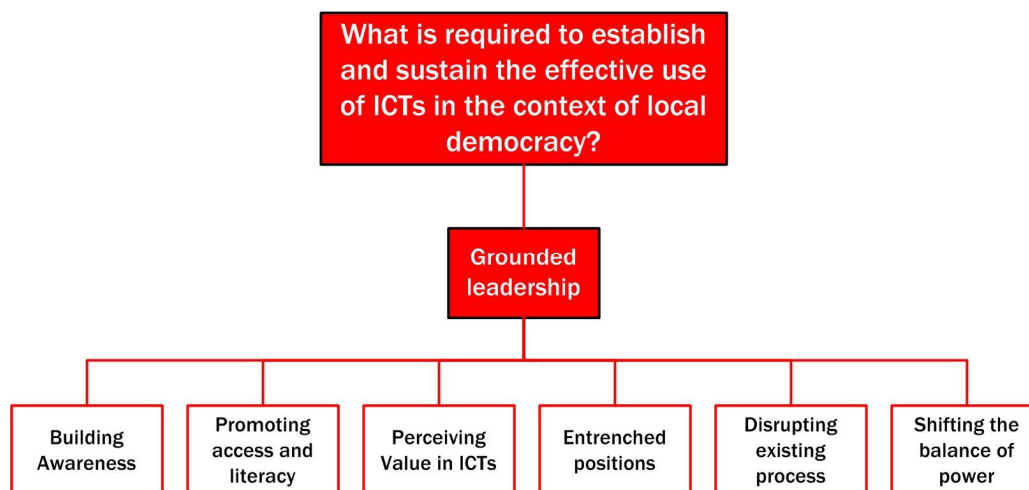 What is required to establish
and sustain the effective use
of ICTs in the context of local
democracy?
Grounded
leadership
Building
Awareness
Promoting
access and
literacy
Perceiving
Value in ICTs
Entrenched
positions
Disrupting
existing
process
Shifting the
balance of
power